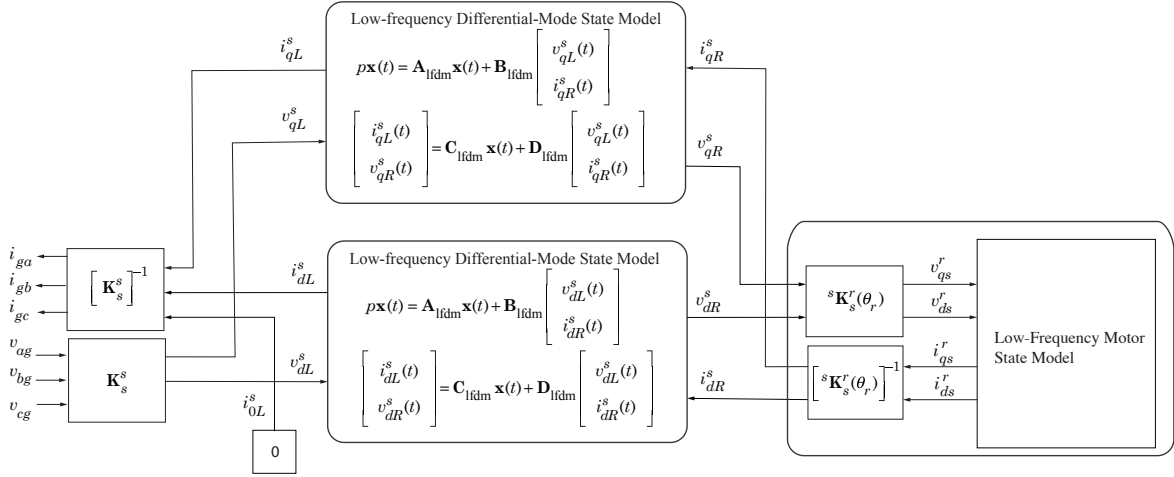 Low-frequency Differential-Mode State Model
p𝐱(t) = 𝐀_lfdm 𝐱(t) + 𝐁_lfdm [ v^s_qL(t) ; i^s_qR(t) ]
[ i^s_qL(t) ; v^s_qR(t) ] = 𝐂_lfdm 𝐱(t) + 𝐃_lfdm [ v^s_qL(t) ; i^s_qR(t) ]
i^s_qL
v^s_qL
i^s_qR
v^s_qR
Low-frequency Differential-Mode State Model
p𝐱(t) = 𝐀_lfdm 𝐱(t) + 𝐁_lfdm [ v^s_dL(t) ; i^s_dR(t) ]
[ i^s_dL(t) ; v^s_dR(t) ] = 𝐂_lfdm 𝐱(t) + 𝐃_lfdm [ v^s_dL(t) ; i^s_dR(t) ]
i^s_dL
v^s_dL
v^s_dR
i^s_dR
i_ga
i_gb
i_gc
[ 𝐊^s_s ]^−1
v_ag
v_bg
v_cg
𝐊^s_s
i^s_0L
0
^s𝐊^r_s(θ_r)
[ ^s𝐊^r_s(θ_r) ]^−1
v^r_qs
v^r_ds
i^r_qs
i^r_ds
Low-Frequency Motor
State Model